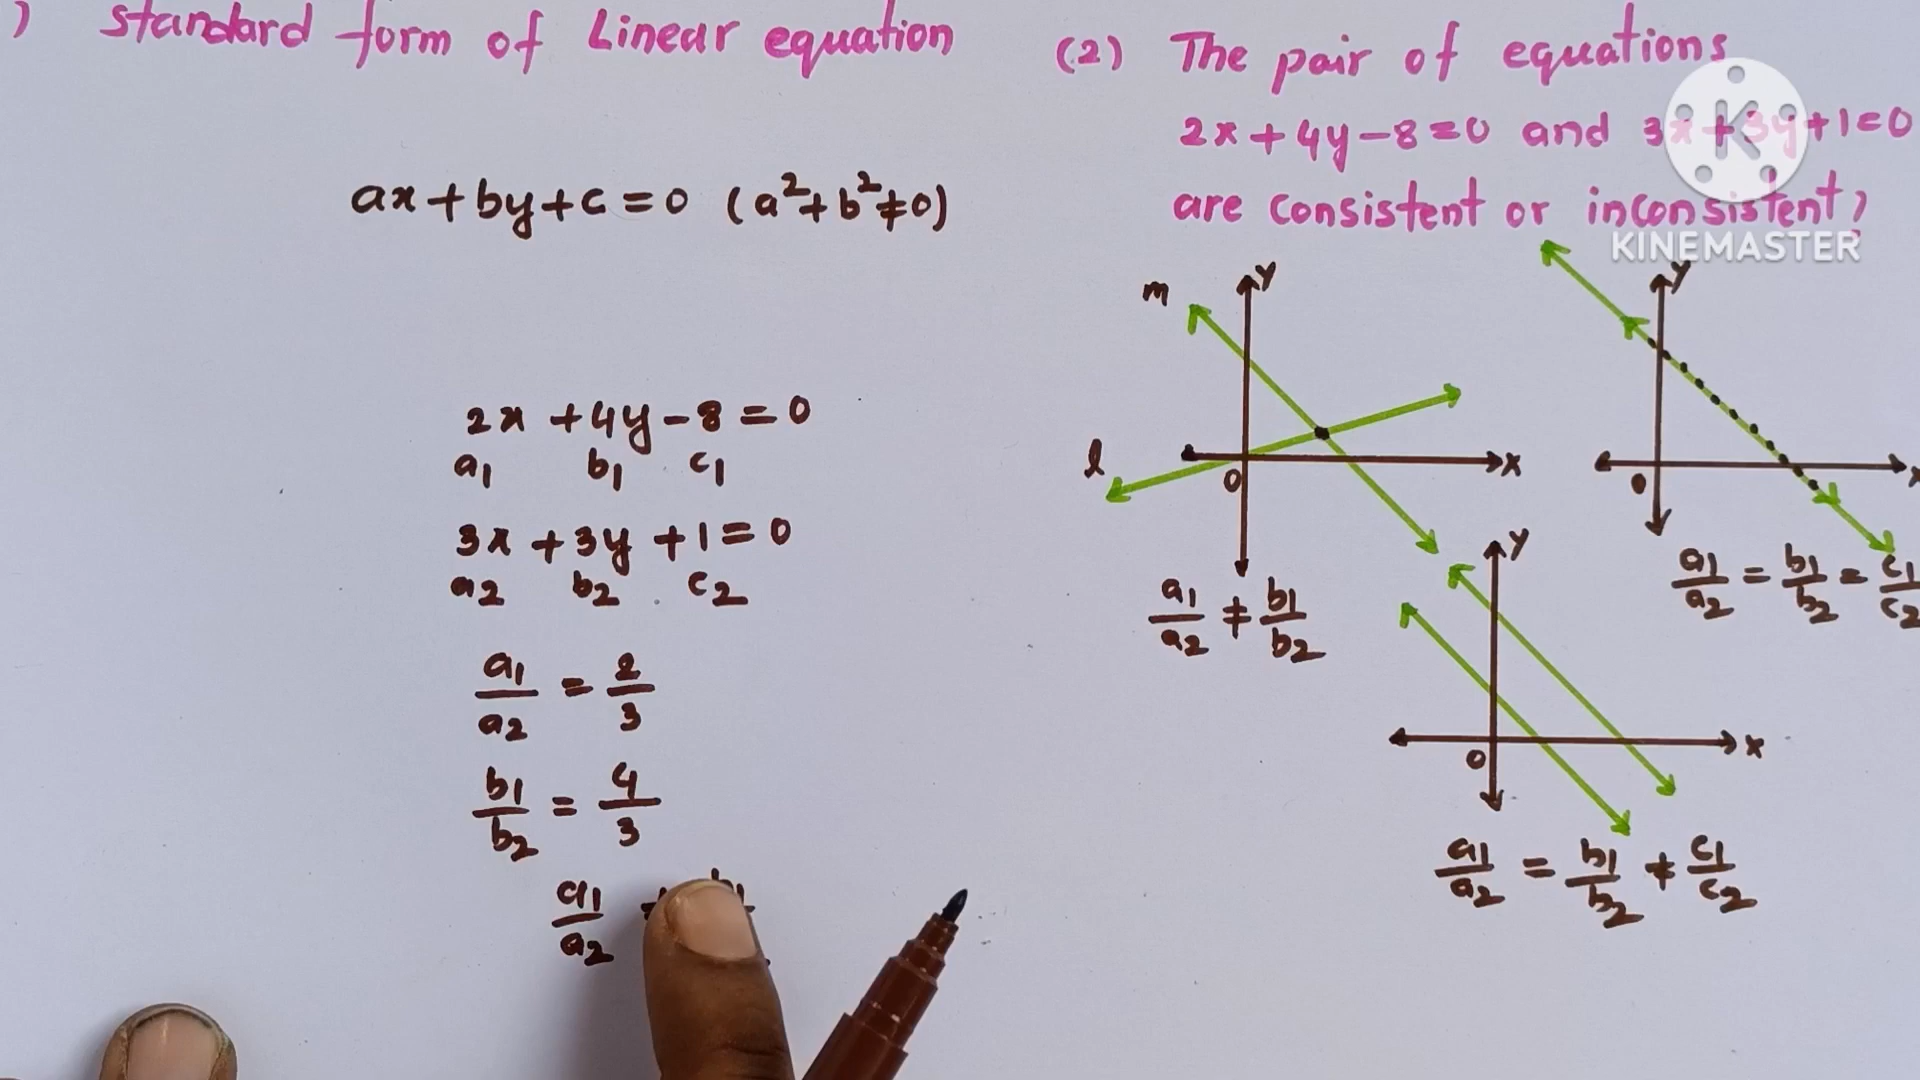 ) Standard form of Linear equation
ax+by+c=0 (a²+b²≠0)
2x+4y-8=0
a1 b1 c1
3x+3y+1=0
a2 b2 c2
a1/a2 = 2/3
b1/b2 = 4/3
a1/a2
(2) The pair of equations
2x+4y-8=0 and 3x+3y+1=0
are consistent or inconsistent?
KINEMASTER
K
m
Y
l
O
X
a1/a2 ≠ b1/b2
Y
O
a1/a2 = b1/b2 = c1/c2
Y
O
X
a1/a2 = b1/b2 ≠ c1/c2